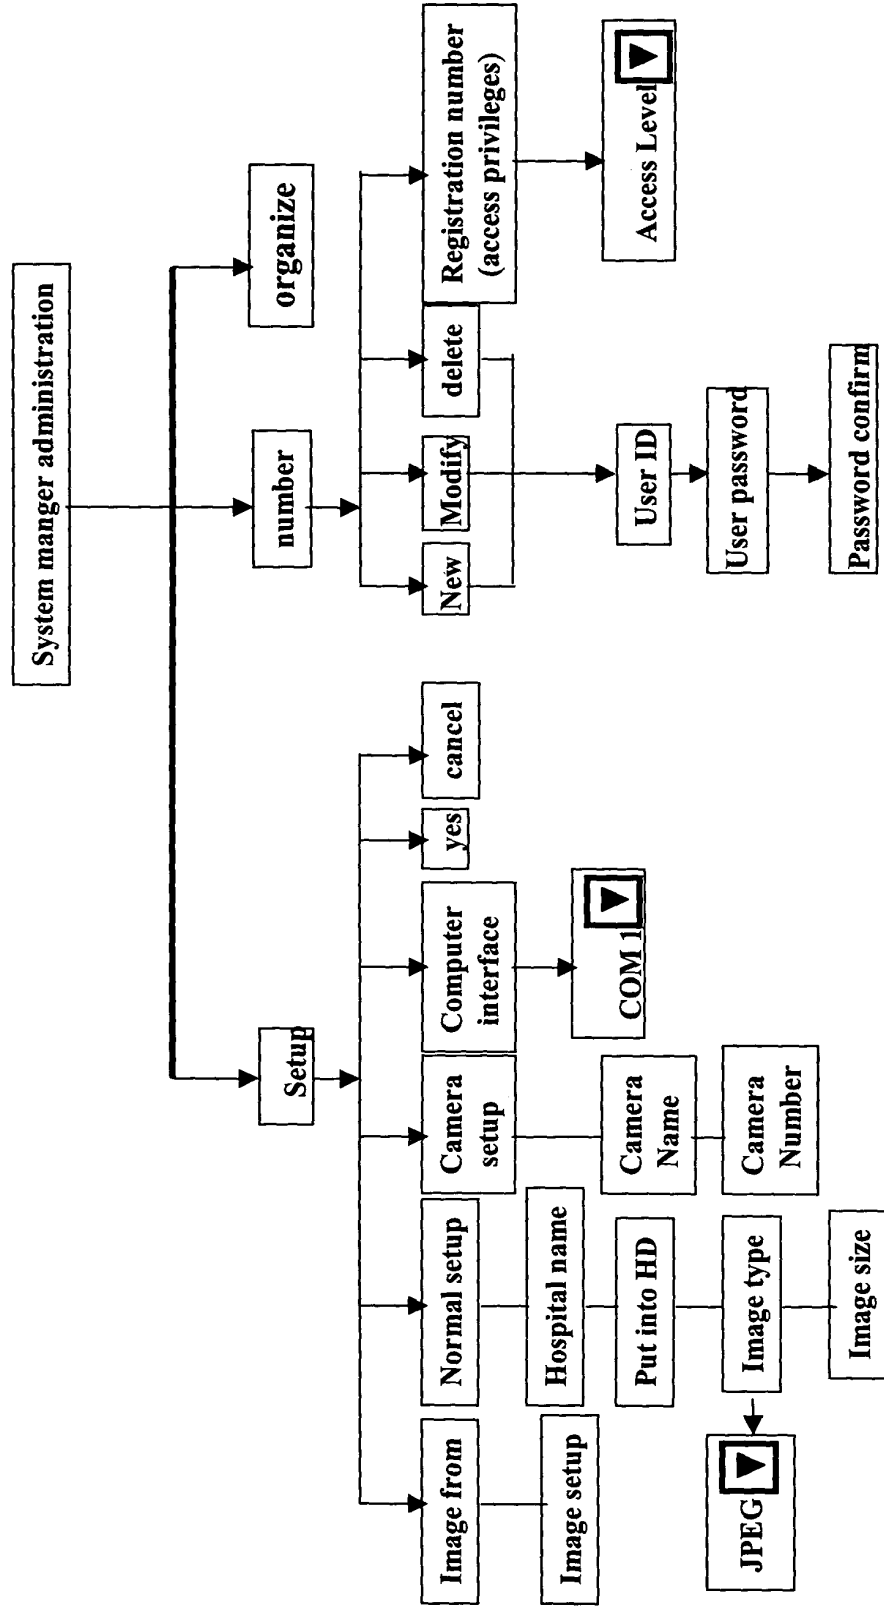 System manger administration
Setup
number
organize
Image from
Normal setup
Camera
setup
Computer
interface
yes
cancel
New
Modify
delete
Registration number
(access privileges)
Image setup
Hospital name
Put into HD
Image type
Image size
JPEG
Camera
Name
Camera
Number
COM 1
User ID
User password
Password confirm
Access Level